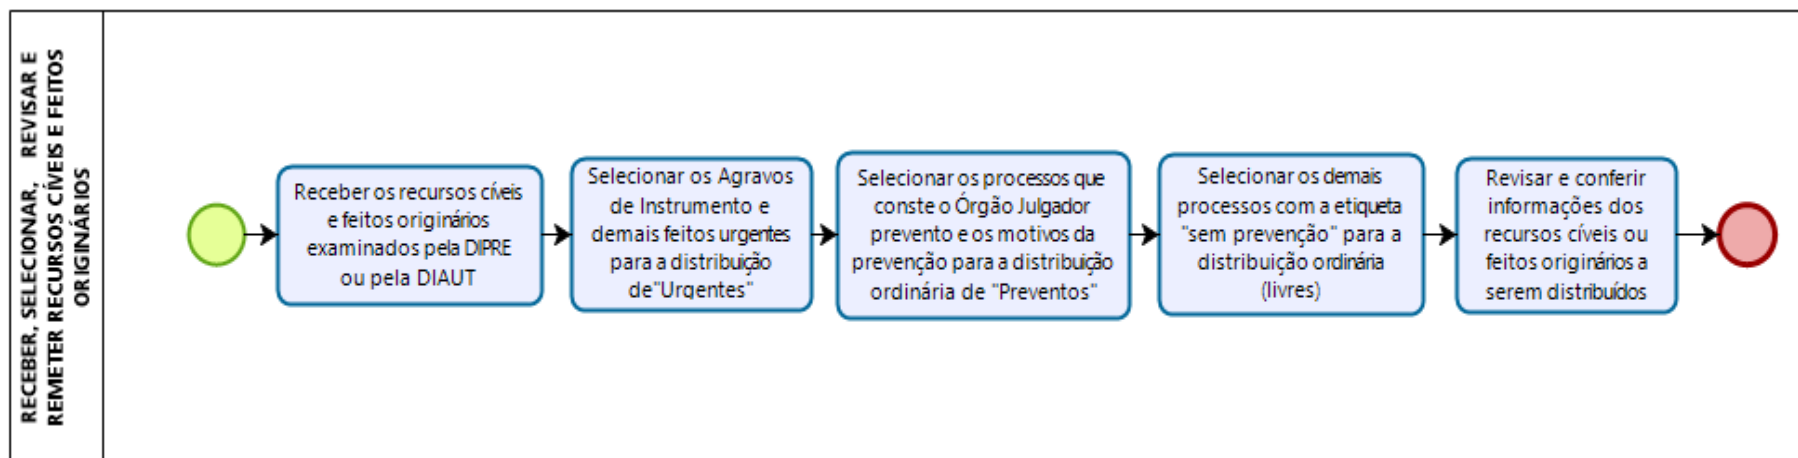 RECEBER, SELECIONAR, REVISAR E
REMETER RECURSOS CÍVEIS E FEITOS
ORIGINÁRIOS
Receber os recursos cíveis
e feitos originários
examinados pela DIPRE
ou pela DIAUT
Selecionar os Agravos
de Instrumento e
demais feitos urgentes
para a distribuição
de"Urgentes"
Selecionar os processos que
conste o Órgão Julgador
prevento e os motivos da
prevenção para a distribuição
ordinária de "Preventos"
Selecionar os demais
processos com a etiqueta
"sem prevenção" para a
distribuição ordinária
(livres)
Revisar e conferir
informações dos
recursos cíveis ou
feitos originários a
serem distribuídos